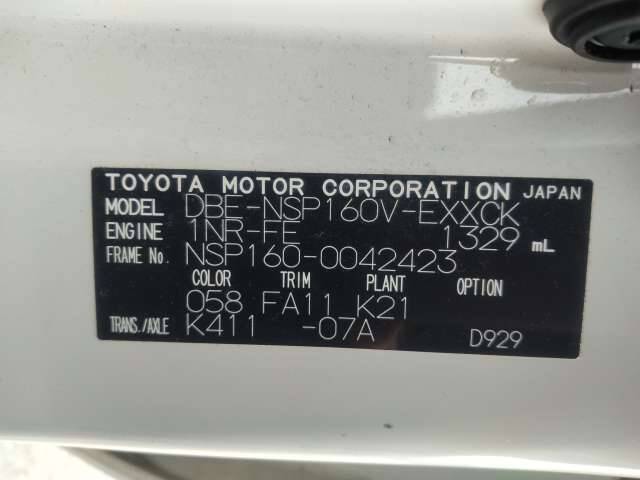 TOYOTA MOTOR CORPORATION JAPAN
MODEL DBE-NSP160V-EXXCK
ENGINE 1NR-FE 1329 mL
FRAME No. NSP160-0042423
COLOR TRIM PLANT OPTION
058 FA11 K21
TRANS./AXLE K411 -07A
D929